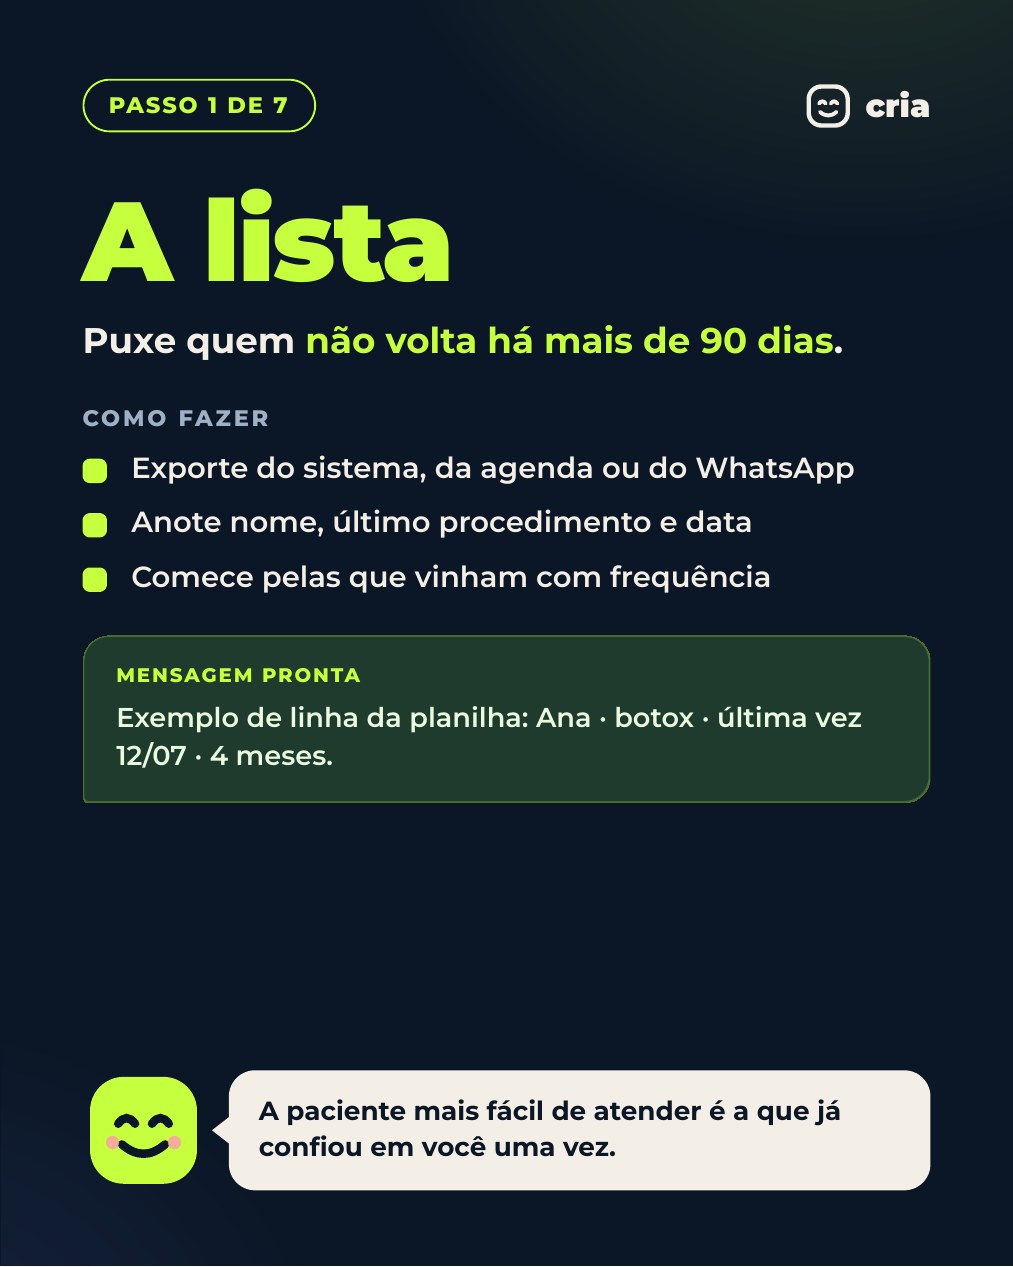 PASSO 1 DE 7
cria
A lista
Puxe quem não volta há mais de 90 dias.
COMO FAZER
Exporte do sistema, da agenda ou do WhatsApp
Anote nome, último procedimento e data
Comece pelas que vinham com frequência
MENSAGEM PRONTA
Exemplo de linha da planilha: Ana · botox · última vez
12/07 · 4 meses.
A paciente mais fácil de atender é a que já
confiou em você uma vez.